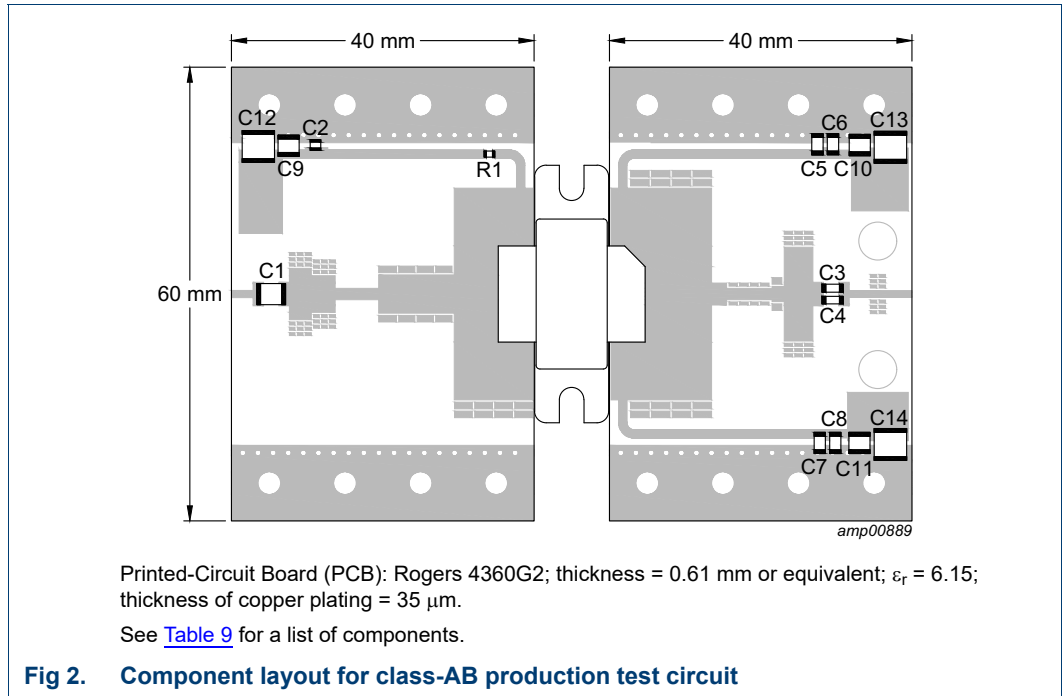 40 mm
40 mm
C12
C2
C9
R1
C6
C13
C5
C10
C1
60 mm
C3
C4
C8
C14
C7
C11
amp00889
Printed-Circuit Board (PCB): Rogers 4360G2; thickness = 0.61 mm or equivalent; εr = 6.15;
thickness of copper plating = 35 μm.
See Table 9 for a list of components.
Fig 2. Component layout for class-AB production test circuit